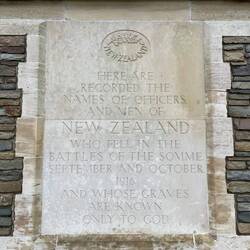 HERE ARE
RECORDED THE
NAMES OF OFFICERS
AND MEN OF
NEW ZEALAND
WHO FELL IN THE
BATTLES OF THE SOMME
SEPTEMBER AND OCTOBER
1916
AND WHOSE GRAVES
ARE KNOWN
ONLY TO GOD